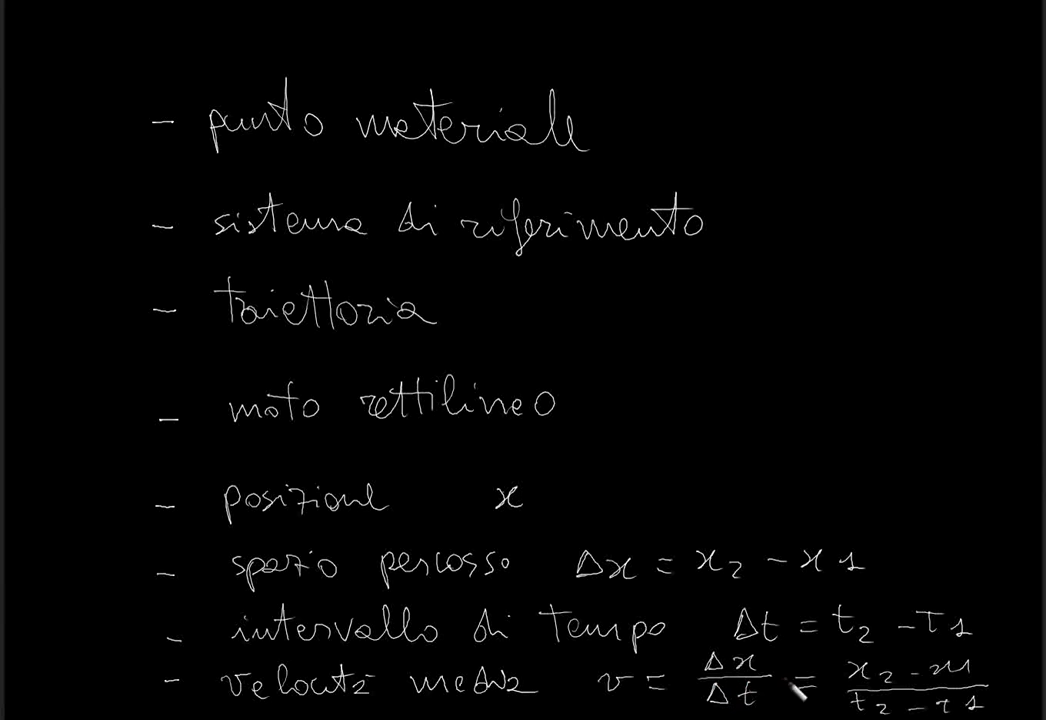 - punto materiale
- sistema di riferimento
- traiettoria
- moto rettilineo
- posizione x
- spazio percosso Δx = x₂ - x1
- intervallo di tempo Δt = t₂ - t1
- velocità media v = Δx/Δt = x₂ - x1/t₂ - t1